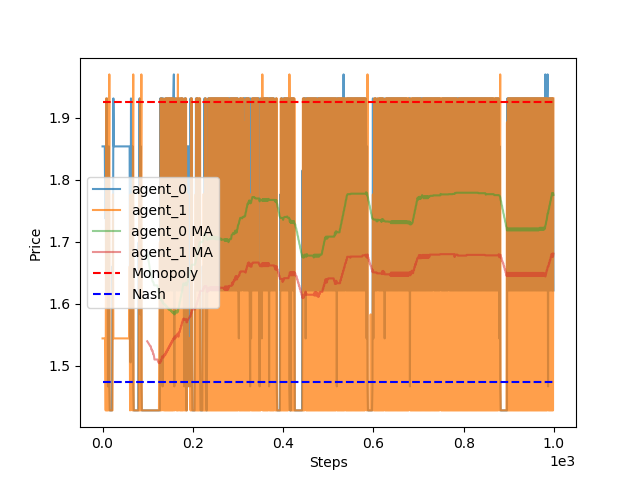 1.9
1.8
1.7
1.6
1.5
Price
agent_0
agent_1
agent_0 MA
agent_1 MA
Monopoly
Nash
0.0 0.2 0.4 0.6 0.8 1.0
1e3
Steps